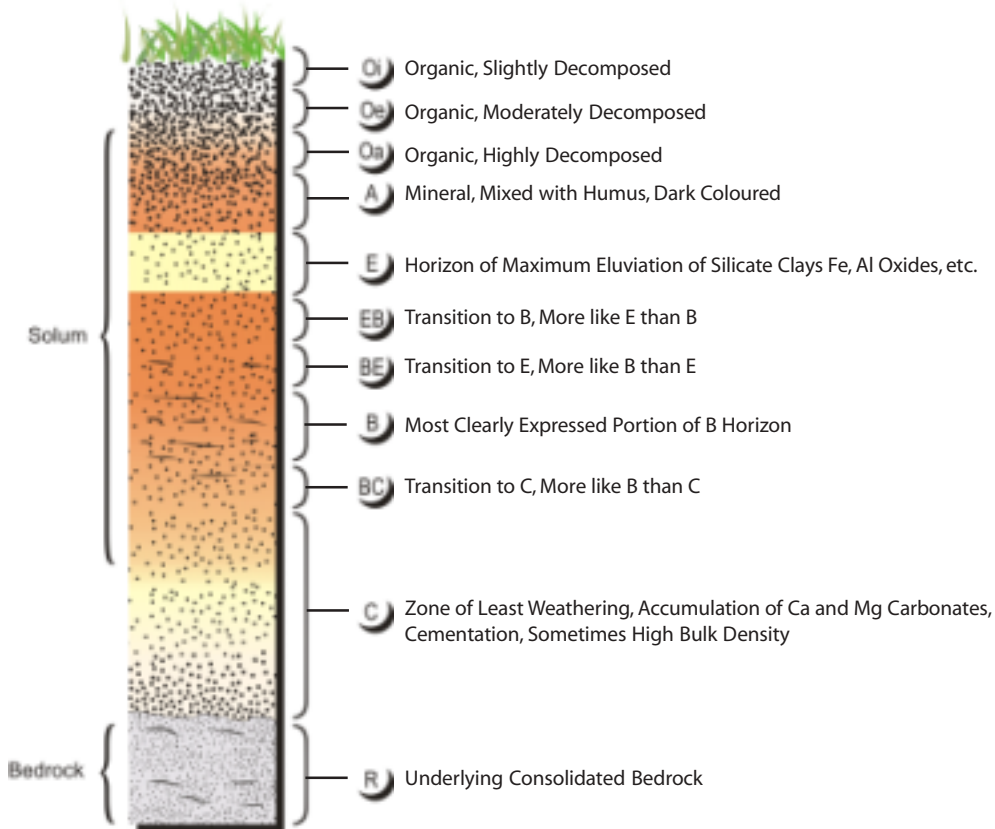 Oi Organic, Slightly Decomposed
Oe Organic, Moderately Decomposed
Oa Organic, Highly Decomposed
A Mineral, Mixed with Humus, Dark Coloured
E Horizon of Maximum Eluviation of Silicate Clays Fe, Al Oxides, etc.
EB Transition to B, More like E than B
Solum
BE Transition to E, More like B than E
B Most Clearly Expressed Portion of B Horizon
BC Transition to C, More like B than C
C Zone of Least Weathering, Accumulation of Ca and Mg Carbonates,
Cementation, Sometimes High Bulk Density
Bedrock
R Underlying Consolidated Bedrock